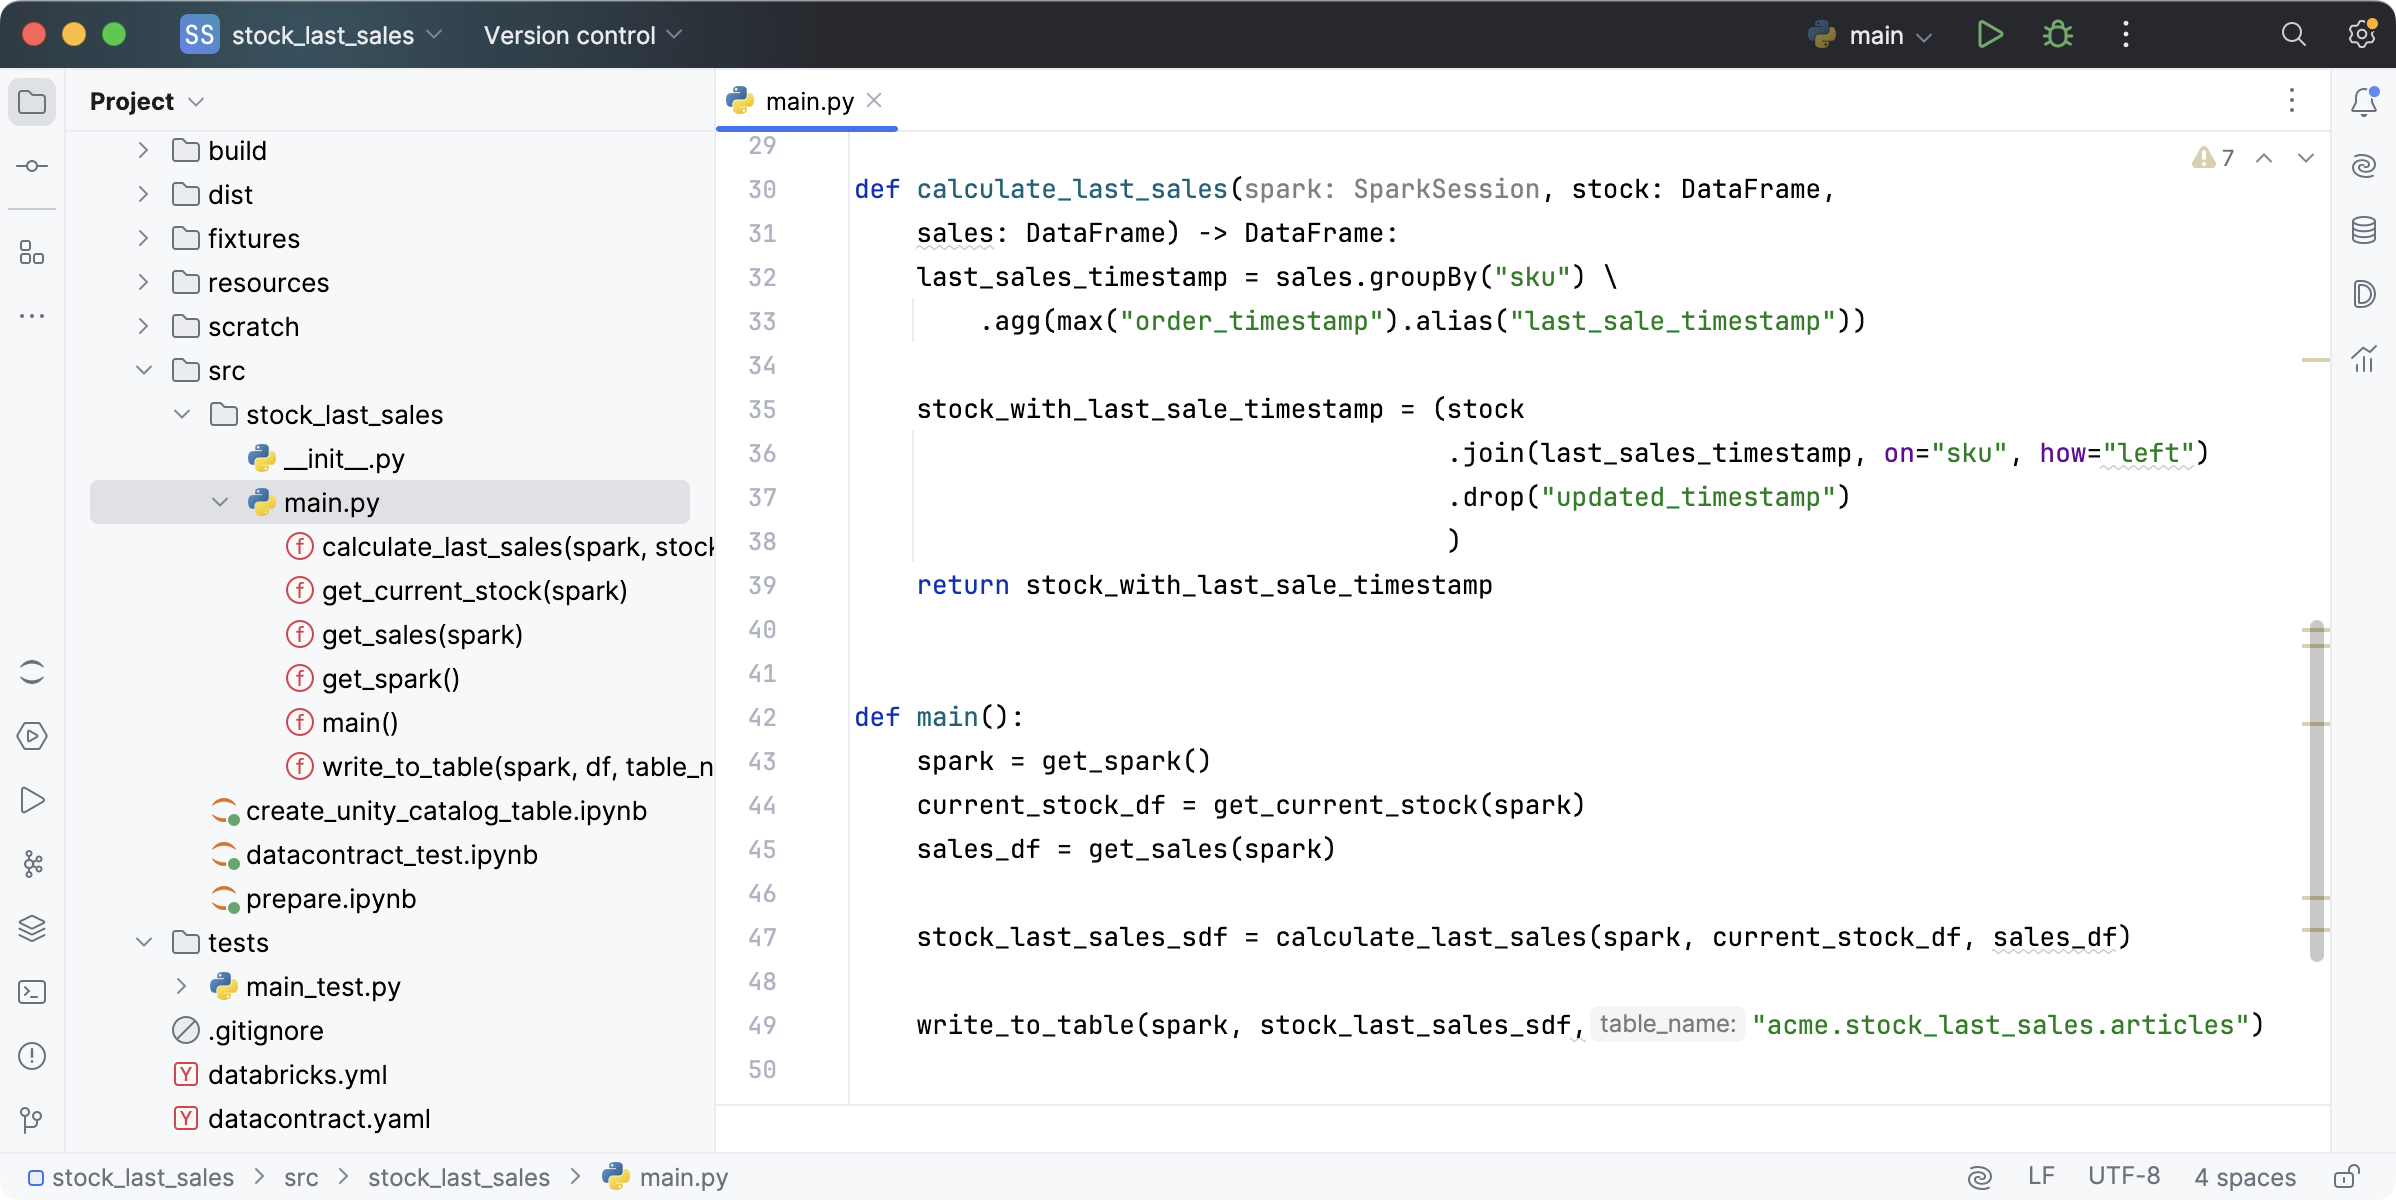 SS stock_last_sales Version control main
Project
build
dist
fixtures
resources
scratch
src
stock_last_sales
__init__.py
main.py
calculate_last_sales(spark, stock
get_current_stock(spark)
get_sales(spark)
get_spark()
main()
write_to_table(spark, df, table_n
create_unity_catalog_table.ipynb
datacontract_test.ipynb
prepare.ipynb
tests
main_test.py
.gitignore
databricks.yml
datacontract.yaml
main.py
7
29
30 def calculate_last_sales(spark: SparkSession, stock: DataFrame,
31 sales: DataFrame) -> DataFrame:
32 last_sales_timestamp = sales.groupBy("sku") \
33 .agg(max("order_timestamp").alias("last_sale_timestamp"))
34
35 stock_with_last_sale_timestamp = (stock
36 .join(last_sales_timestamp, on="sku", how="left")
37 .drop("updated_timestamp")
38 )
39 return stock_with_last_sale_timestamp
40
41
42 def main():
43 spark = get_spark()
44 current_stock_df = get_current_stock(spark)
45 sales_df = get_sales(spark)
46
47 stock_last_sales_sdf = calculate_last_sales(spark, current_stock_df, sales_df)
48
49 write_to_table(spark, stock_last_sales_sdf, table_name: "acme.stock_last_sales.articles")
50
stock_last_sales > src > stock_last_sales > main.py LF UTF-8 4 spaces